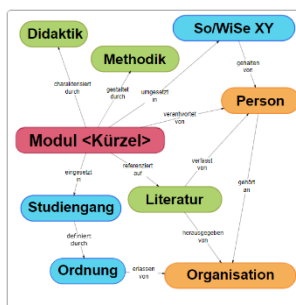 Didaktik
So/WiSe XY
Methodik
charakterisiert
durch
gestaltet
durch
umgesetzt
in
gehalten
von
Person
verantwortet
von
Modul <Kürzel>
eingesetzt
in
referenziert
auf
verfasst
von
gehört
an
Studiengang
Literatur
definiert
durch
herausgegeben
von
Ordnung
erlassen
von
Organisation